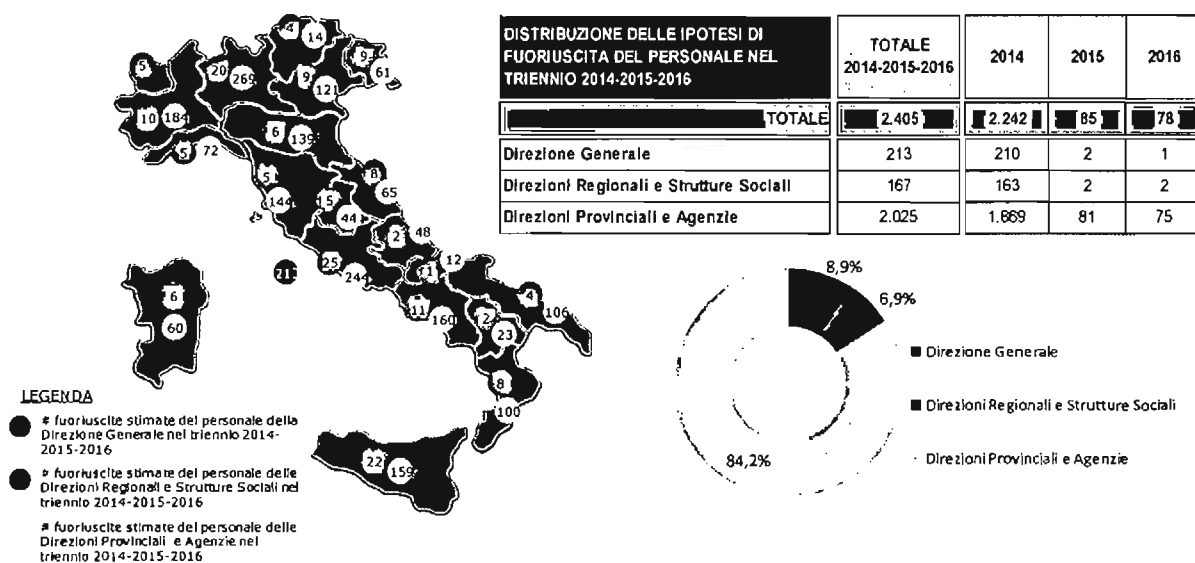 4
14
9
61
5
20
269
9
121
10
184
6
139
5
72
8
65
5
144
5
44
2
48
25
244
1
12
11
160
4
106
2
23
6
60
8
100
22
159
DISTRIBUZIONE DELLE IPOTESI DI
FUORIUSCITA DEL PERSONALE NEL
TRIENNIO 2014-2015-2016
TOTALE
2014-2015-2016
2014
2015
2016
TOTALE 2.405 2.242 85 78
Direzione Generale 213 210 2 1
Direzioni Regionali e Strutture Sociali 167 163 2 2
Direzioni Provinciali e Agenzie 2.025 1.869 81 75
8,9%
6,9%
84,2%
Direzione Generale
Direzioni Regionali e Strutture Sociali
Direzioni Provinciali e Agenzie
LEGENDA
# fuoriuscite stimate del personale della
Direzione Generale nel triennio 2014-
2015-2016
# fuoriuscite stimate del personale delle
Direzioni Regionali e Strutture Sociali nel
triennio 2014-2015-2016
# fuoriuscite stimate del personale delle
Direzioni Provinciali e Agenzie nel
triennio 2014-2015-2016